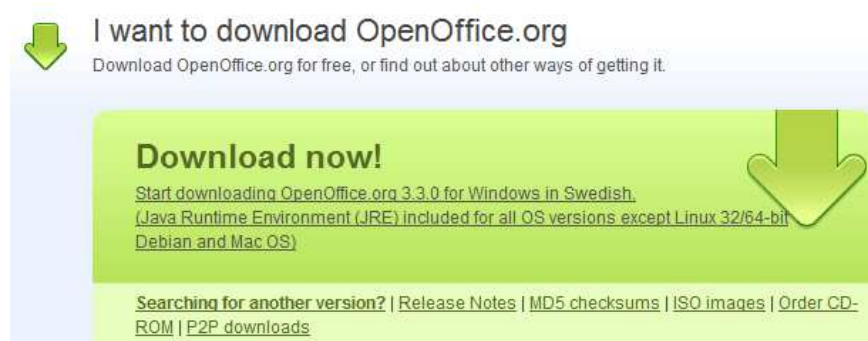 I want to download OpenOffice.org
Download OpenOffice.org for free, or find out about other ways of getting it.
Download now!
Start downloading OpenOffice.org 3.3.0 for Windows in Swedish.
(Java Runtime Environment (JRE) included for all OS versions except Linux 32/64-bit
Debian and Mac OS)
Searching for another version? | Release Notes | MD5 checksums | ISO images | Order CD-
ROM | P2P downloads